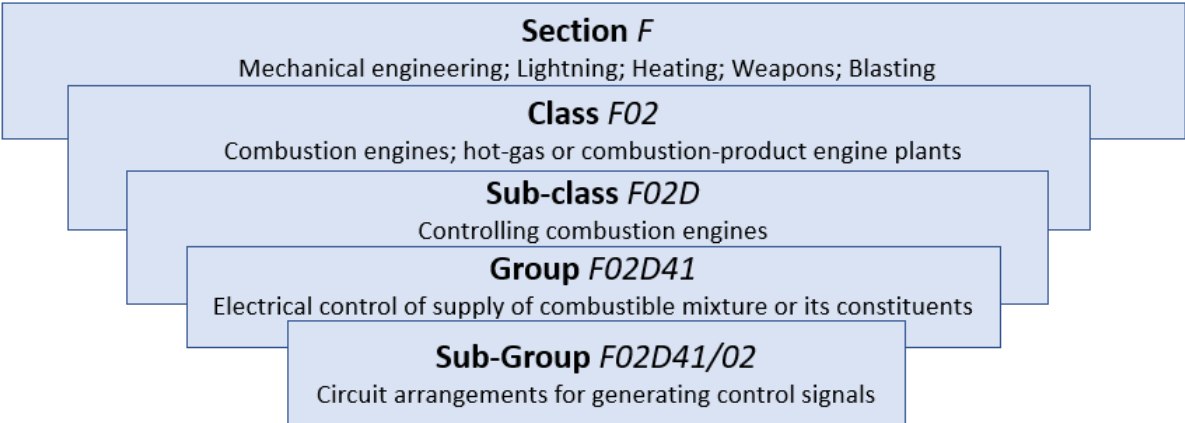 Section F
Mechanical engineering; Lightning; Heating; Weapons; Blasting
Class F02
Combustion engines; hot-gas or combustion-product engine plants
Sub-class F02D
Controlling combustion engines
Group F02D41
Electrical control of supply of combustible mixture or its constituents
Sub-Group F02D41/02
Circuit arrangements for generating control signals